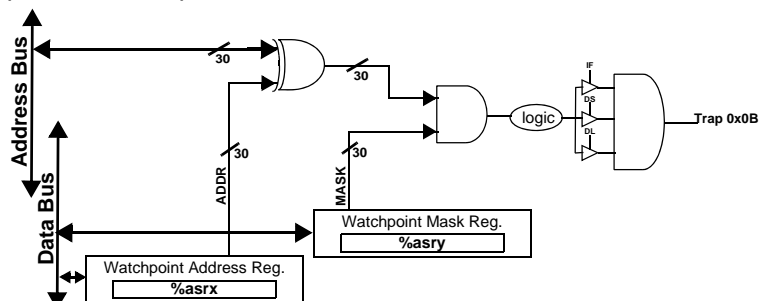 Address Bus
Data Bus
30
30
30
30
ADDR
MASK
logic
IF
DS
DL
Trap 0x0B
Watchpoint Mask Reg.
%asry
Watchpoint Address Reg.
%asrx